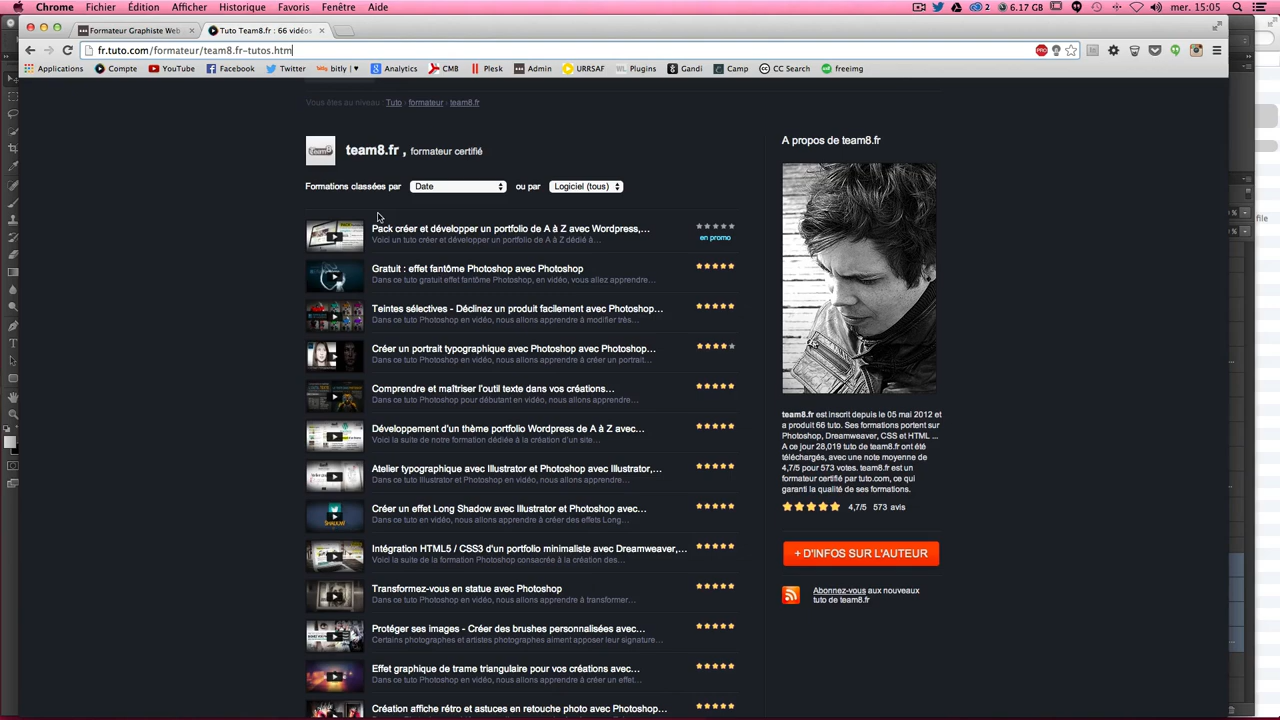 Chrome Fichier Édition Afficher Historique Favoris Fenêtre Aide
2 6.17 GB mar. 15:05
Formateur Graphiste Web
Tuto Team8.fr : 66 vidéos
fr.tuto.com/formateur/team8.fr-tutos.htm
Applications Compte YouTube Facebook Twitter bitly Analytics Plesk URRSAF Plugins Gandi Camp CC Search freeimg
Vous êtes au niveau : Tuto › formateur › team8.fr
team8.fr , formateur certifié
Formations classées par Date ou par Logiciel (tous)
et développer un portfolio de A à Z avec Wordpress,...
Voici un tuto créer et développer un portfolio de A à Z dédié à...
en promo
Gratuit : effet fantôme Photoshop avec Photoshop
Dans ce tuto gratuit effet fantôme Photoshop en vidéo, vous allez apprendre...
Teintes sélectives - Déclinez un produit facilement avec Photoshop...
Dans ce tuto Photoshop en vidéo, nous allons apprendre à modifier très...
Créer un portrait typographique avec Photoshop avec Photoshop...
Dans ce tuto Photoshop en vidéo, nous allons apprendre à créer un portrait...
Comprendre et maîtriser l'outil texte dans vos créations...
Dans ce tuto Photoshop pour débutant en vidéo, nous allons apprendre...
Développement d'un thème portfolio Wordpress de A à Z avec...
Voici la suite de notre formation dédiée à la création d'un site...
Atelier typographique avec Illustrator et Photoshop avec Illustrator,...
Dans ce tuto Illustrator et Photoshop en vidéo, nous allons apprendre...
Créer un effet Long Shadow avec Illustrator et Photoshop avec...
Dans ce tuto en vidéo, nous allons apprendre à créer des effets Long...
Intégration HTML5 / CSS3 d'un portfolio minimaliste avec Dreamweaver,...
Voici la suite de la formation Photoshop consacrée à la création des...
Transformez-vous en statue avec Photoshop
Dans ce tuto Photoshop en vidéo, nous allons apprendre à transformer...
Protéger ses images - Créer des brushes personnalisées avec...
Certains photographes et artistes photographes aiment apposer leur signature...
Effet graphique de trame triangulaire pour vos créations avec...
Dans ce tuto Photoshop en vidéo, nous allons apprendre à créer un effet...
Création affiche rétro et astuces en retouche photo avec Photoshop...
A propos de team8.fr
team8.fr est inscrit depuis le 05 mai 2012 et
a produit 66 tuto. Ses formations portent sur
Photoshop, Dreamweaver, CSS et HTML ...
A ce jour 28,019 tuto de team8.fr ont été
téléchargés, avec une note moyenne de
4,7/5 pour 573 votes. team8.fr est un
formateur certifié par tuto.com, ce qui
garanti la qualité de ses formations.
4,7/5 573 avis
+ D'INFOS SUR L'AUTEUR
Abonnez-vous aux nouveaux
tuto de team8.fr